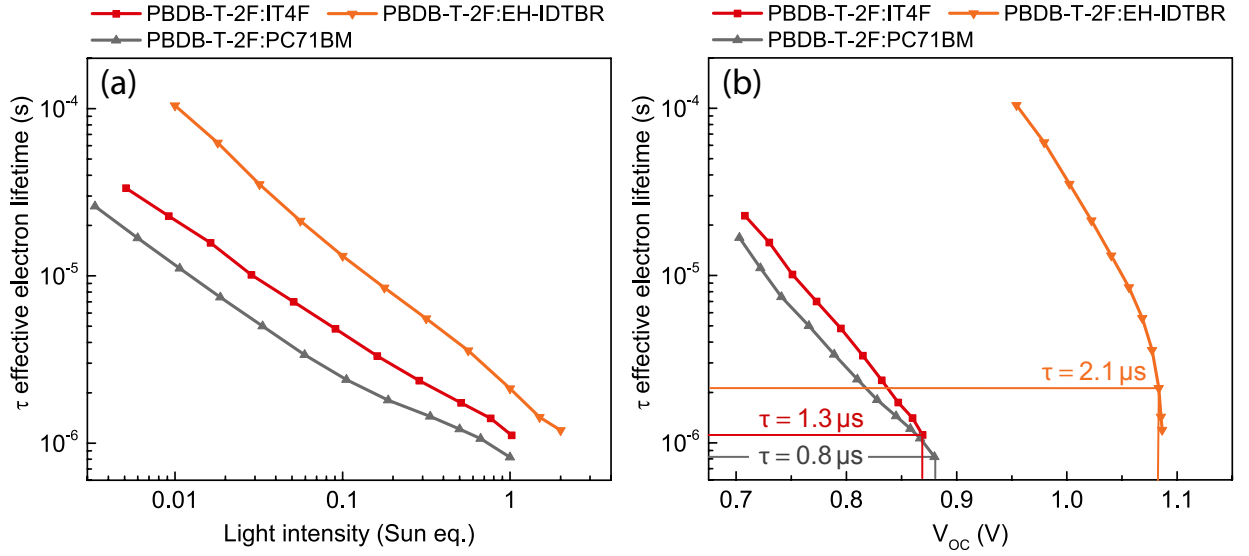 PBDB-T-2F:IT4F PBDB-T-2F:EH-IDTBR
PBDB-T-2F:PC71BM
(a)
τ effective electron lifetime (s)
10⁻⁴
10⁻⁵
10⁻⁶
0.01 0.1 1
Light intensity (Sun eq.)
PBDB-T-2F:IT4F PBDB-T-2F:EH-IDTBR
PBDB-T-2F:PC71BM
(b)
τ effective electron lifetime (s)
10⁻⁴
10⁻⁵
10⁻⁶
τ = 2.1 μs
τ = 1.3 μs
τ = 0.8 μs
0.7 0.8 0.9 1.0 1.1
V_OC (V)